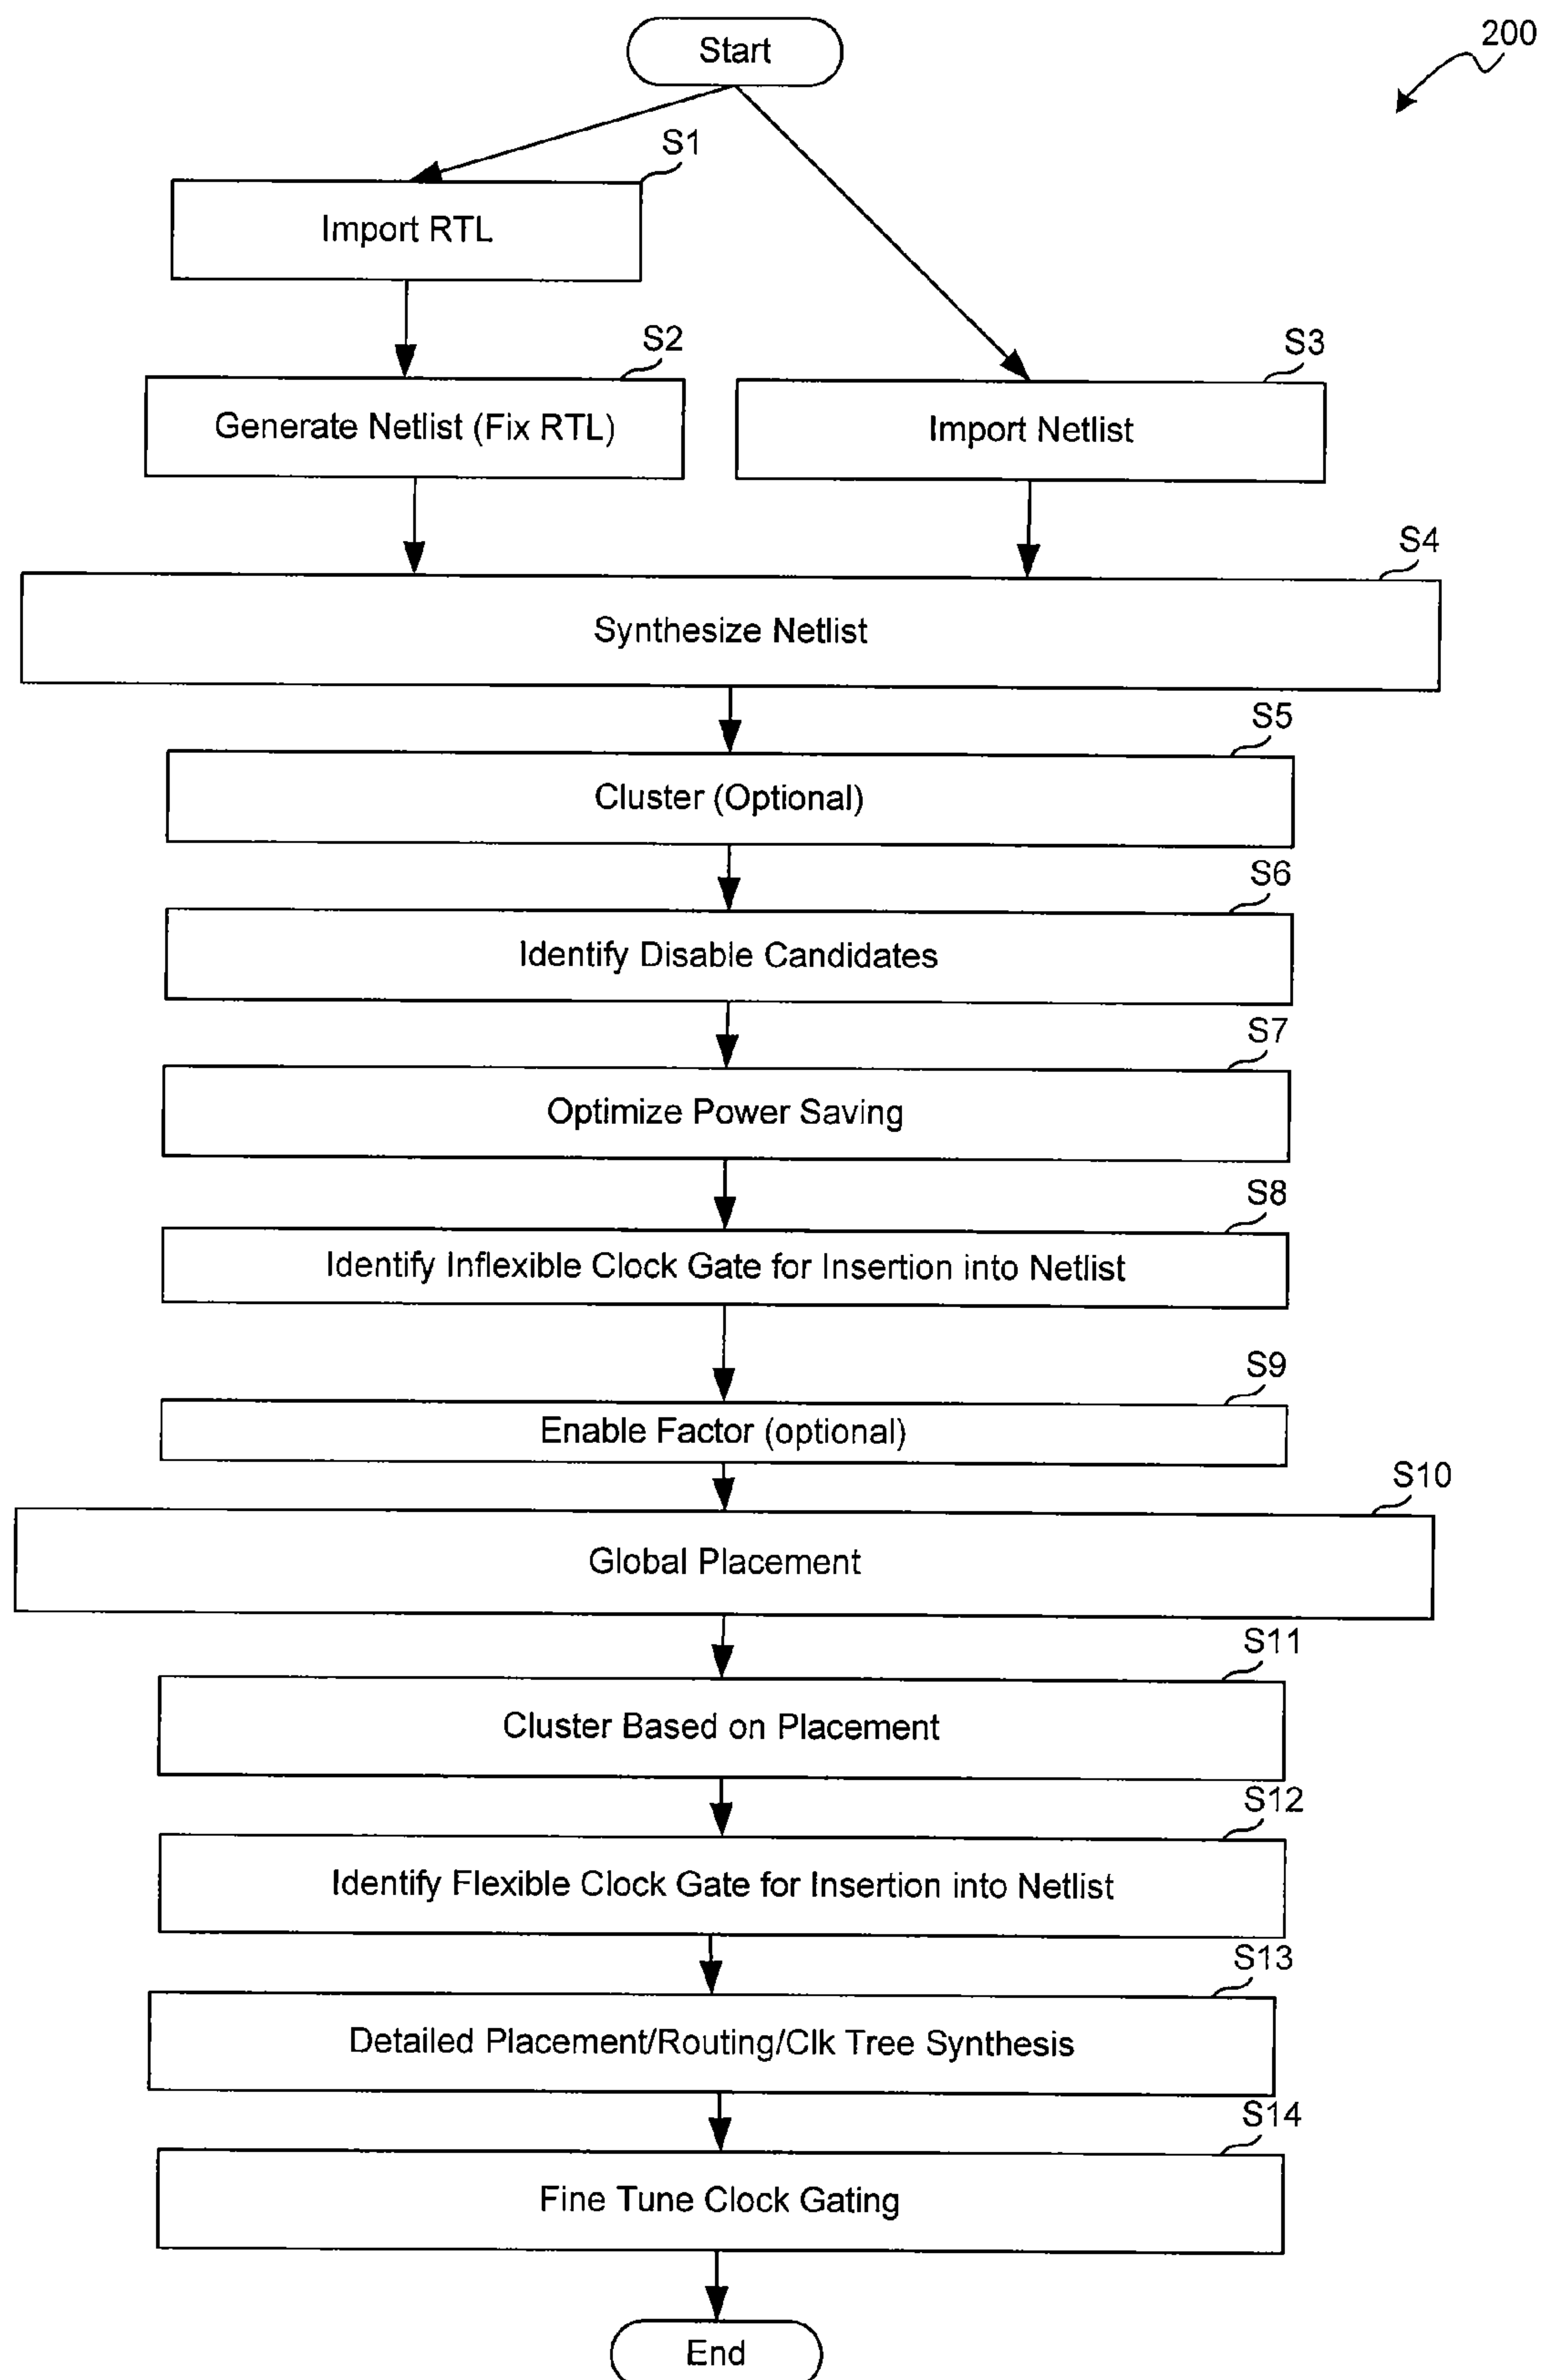 Start
200
S1
Import RTL
S2
Generate Netlist (Fix RTL)
S3
Import Netlist
S4
Synthesize Netlist
S5
Cluster (Optional)
S6
Identify Disable Candidates
S7
Optimize Power Saving
S8
Identify Inflexible Clock Gate for Insertion into Netlist
S9
Enable Factor (optional)
S10
Global Placement
S11
Cluster Based on Placement
S12
Identify Flexible Clock Gate for Insertion into Netlist
S13
Detailed Placement/Routing/Clk Tree Synthesis
S14
Fine Tune Clock Gating
End